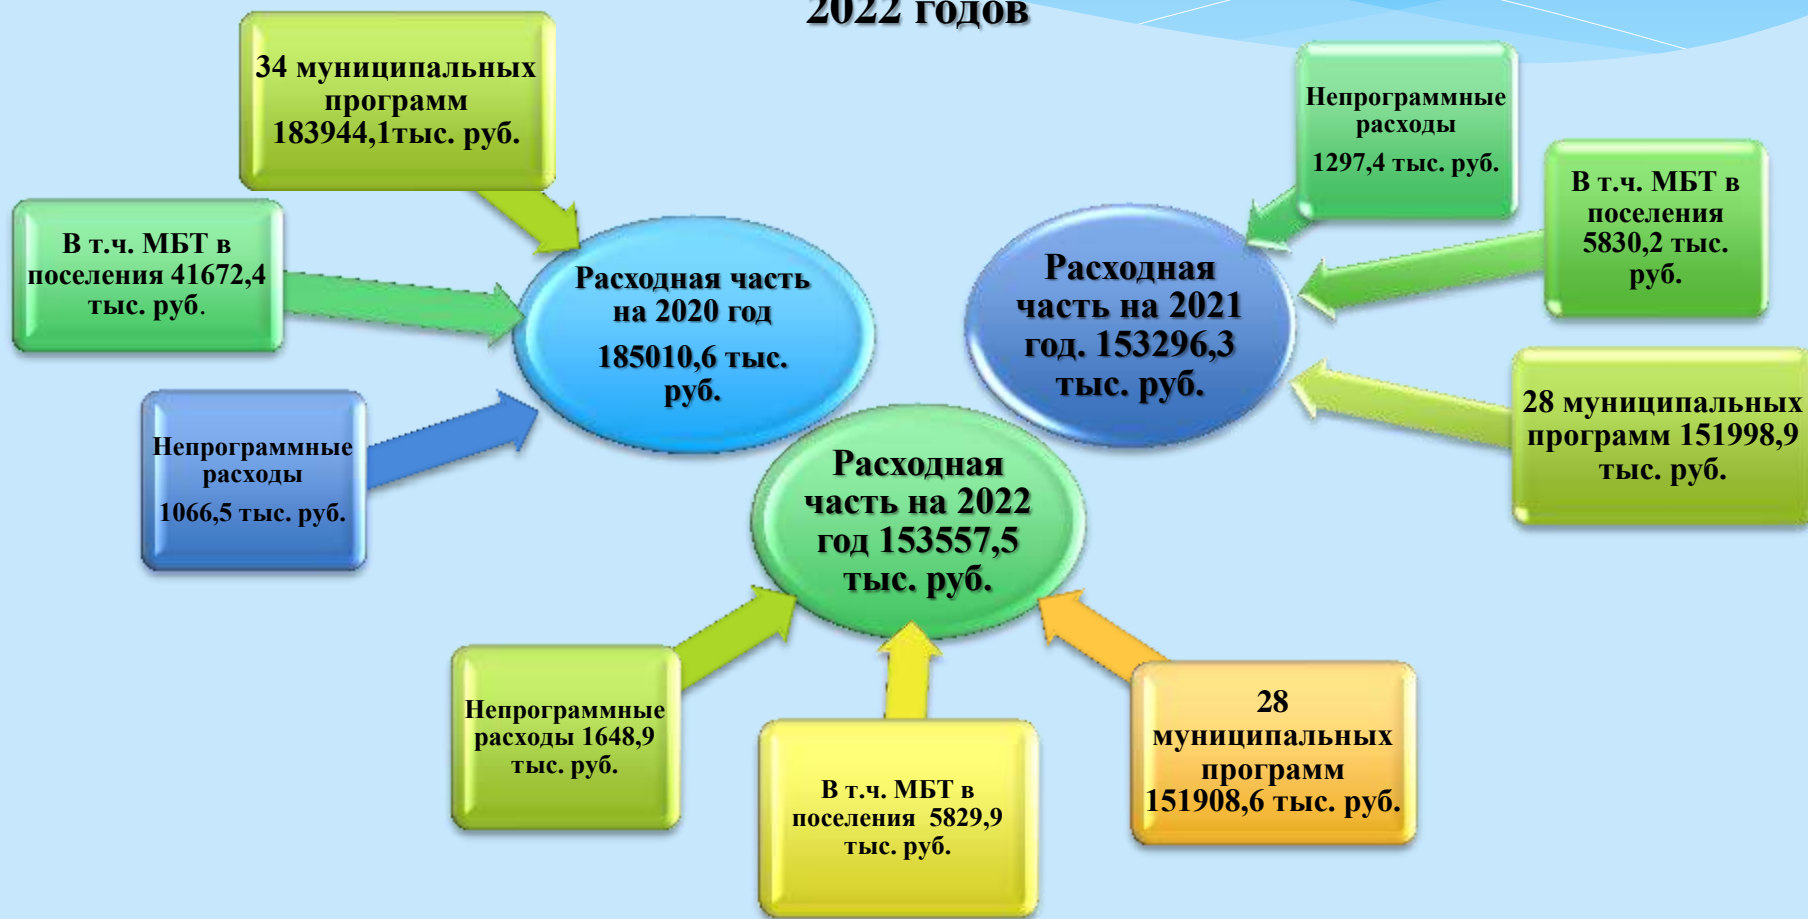 2022 годов
34 муниципальных
программ
183944,1тыс. руб.
В т.ч. МБТ в
поселения 41672,4
тыс. руб.
Непрограммные
расходы
1066,5 тыс. руб.
Расходная часть
на 2020 год
185010,6 тыс.
руб.
Расходная
часть на 2021
год. 153296,3
тыс. руб.
Непрограммные
расходы
1297,4 тыс. руб.
В т.ч. МБТ в
поселения
5830,2 тыс.
руб.
28 муниципальных
программ 151998,9
тыс. руб.
Расходная
часть на 2022
год 153557,5
тыс. руб.
Непрограммные
расходы 1648,9
тыс. руб.
В т.ч. МБТ в
поселения  5829,9
тыс. руб.
28
муниципальных
программ
151908,6 тыс. руб.